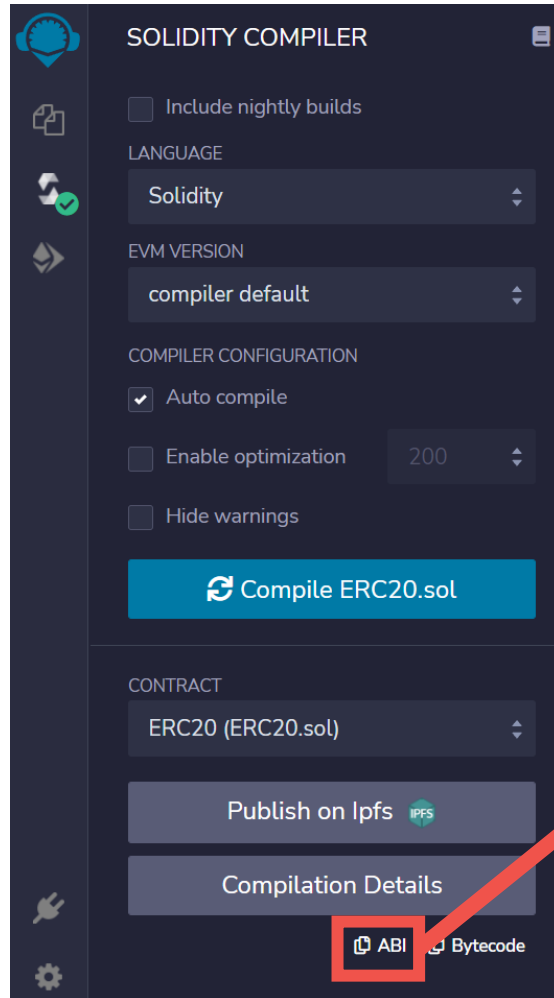 SOLIDITY COMPILER
Include nightly builds
LANGUAGE
Solidity
EVM VERSION
compiler default
COMPILER CONFIGURATION
Auto compile
Enable optimization 200
Hide warnings
Compile ERC20.sol
CONTRACT
ERC20 (ERC20.sol)
Publish on Ipfs IPFS
Compilation Details
ABI Bytecode